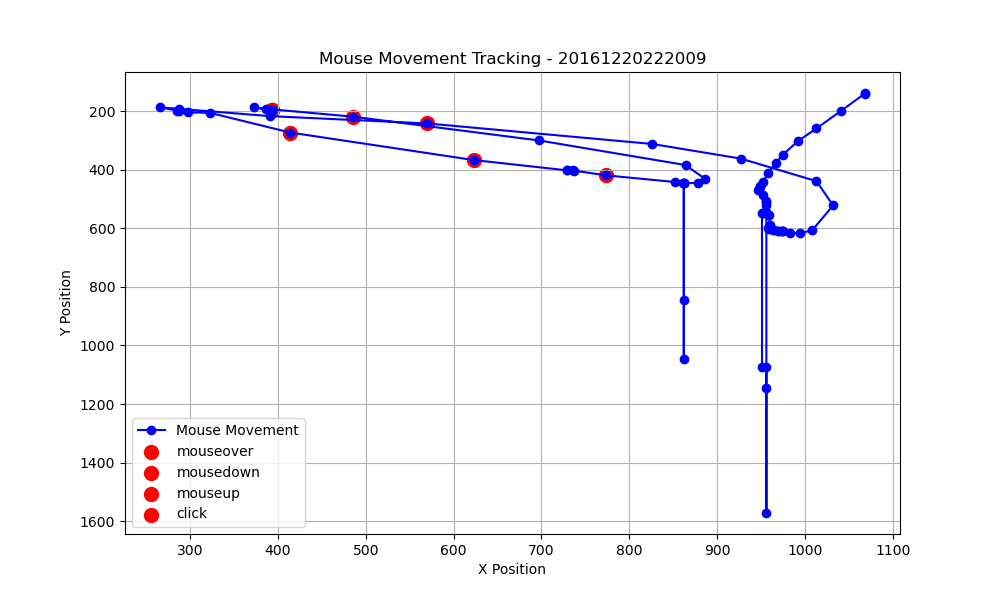 Mouse Movement Tracking - 20161220222009
Y Position
200
400
600
800
1000
1200
1400
1600
Mouse Movement
mouseover
mousedown
mouseup
click
300 400 500 600 700 800 900 1000 1100
X Position